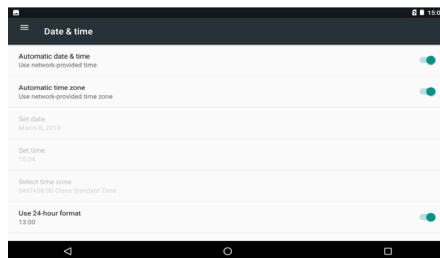 15:0
Date & time
Automatic date & time
Use network-provided time
Automatic time zone
Use network-provided time zone
Set date
March 6, 2018
Set time
15:04
Select time zone
GMT+08:00 China Standard Time
Use 24-hour format
13:00